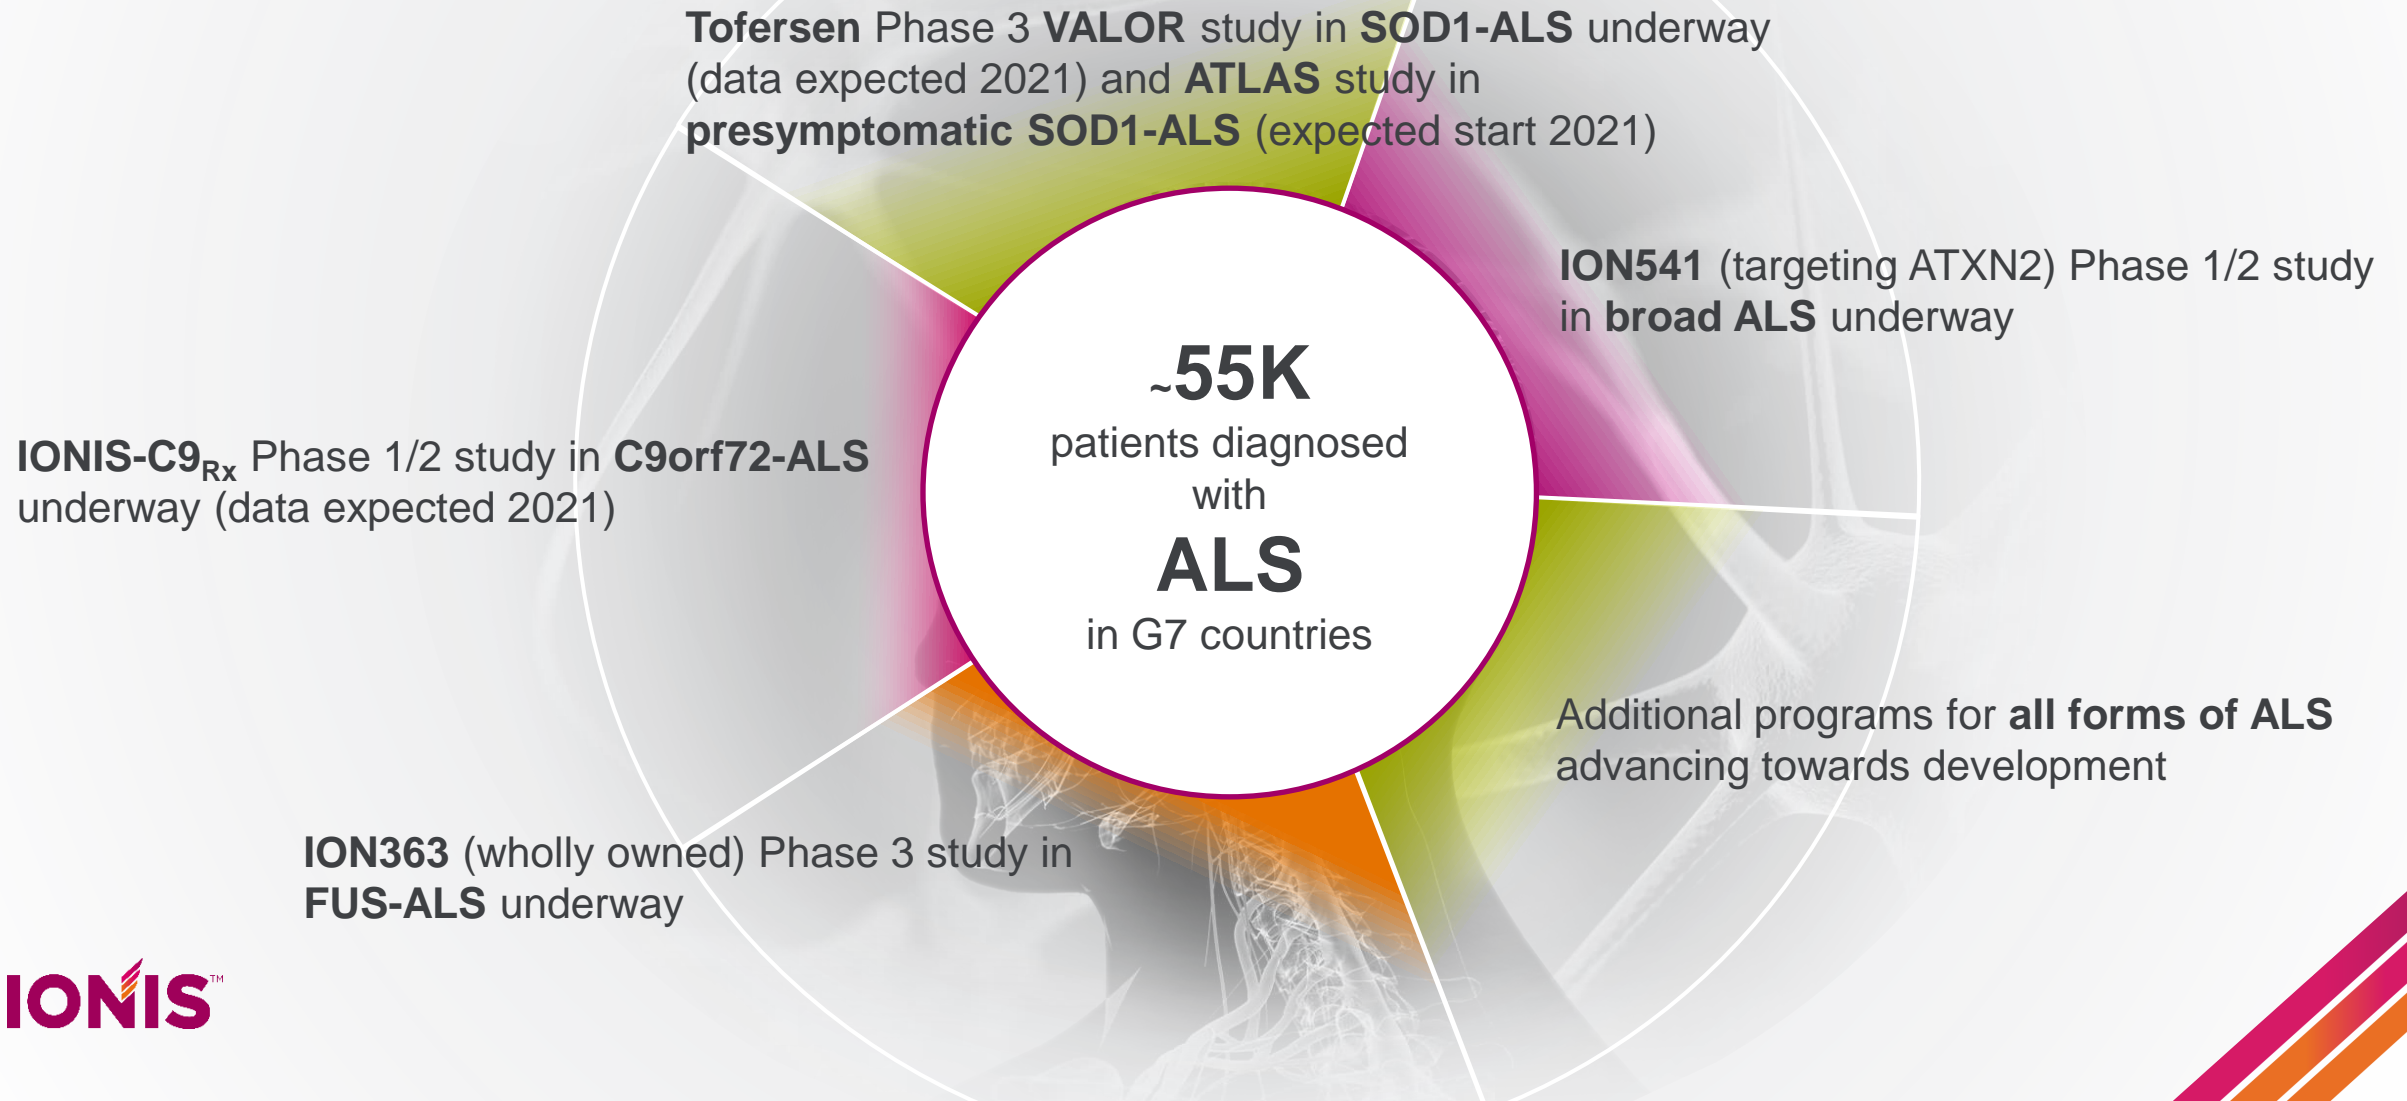 Tofersen Phase 3 VALOR study in SOD1-ALS underway
(data expected 2021) and ATLAS study in
presymptomatic SOD1-ALS (expected start 2021)
ION541 (targeting ATXN2) Phase 1/2 study
in broad ALS underway
~55K
patients diagnosed
with
ALS
in G7 countries
IONIS-C9Rx Phase 1/2 study in C9orf72-ALS
underway (data expected 2021)
Additional programs for all forms of ALS
advancing towards development
ION363 (wholly owned) Phase 3 study in
FUS-ALS underway
IONIS™